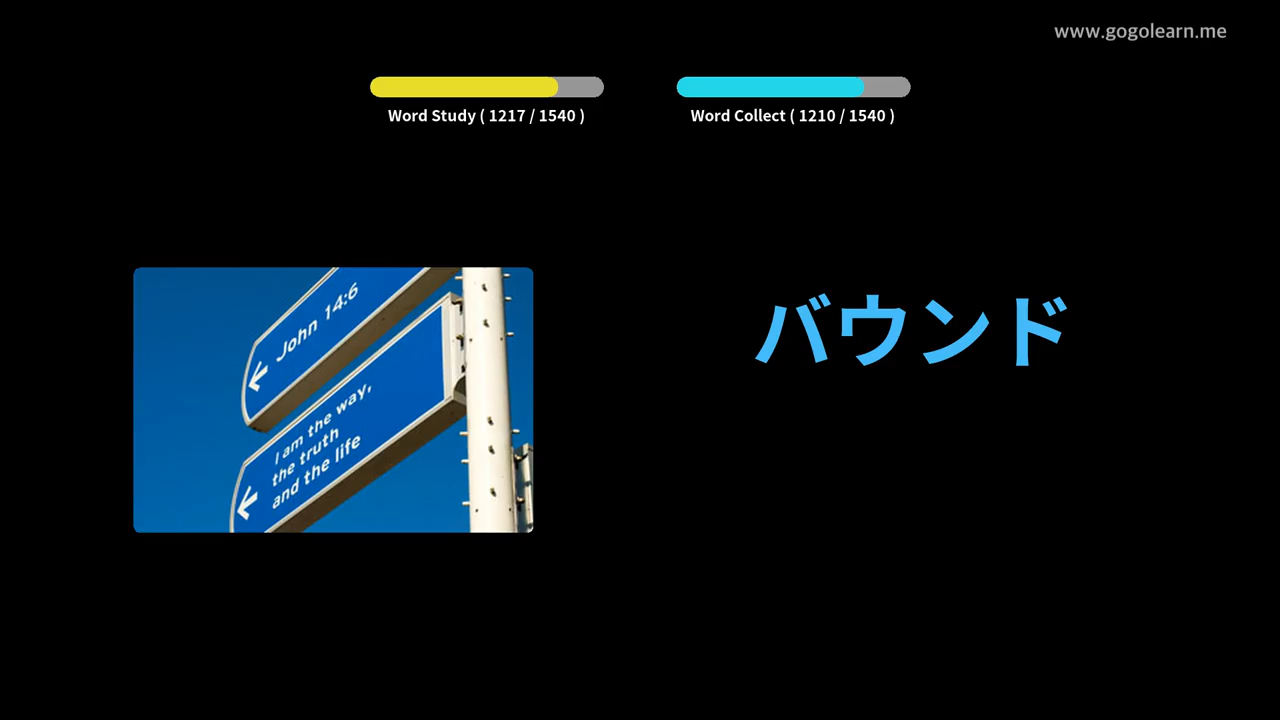 www.gogolearn.me
Word Study ( 1217 / 1540 )
Word Collect ( 1210 / 1540 )
John 14:6
I am the way,
the truth
and the life
バウンド